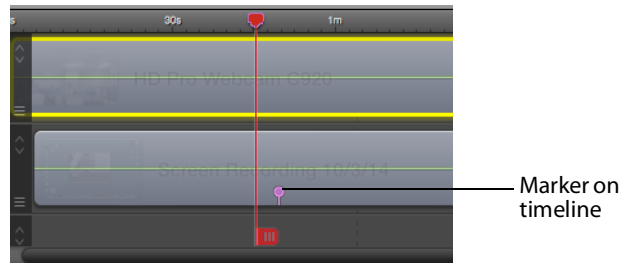 s 30s 1m
HD Pro Webcam C920
Screen Recording 10/3/14
Marker on
timeline